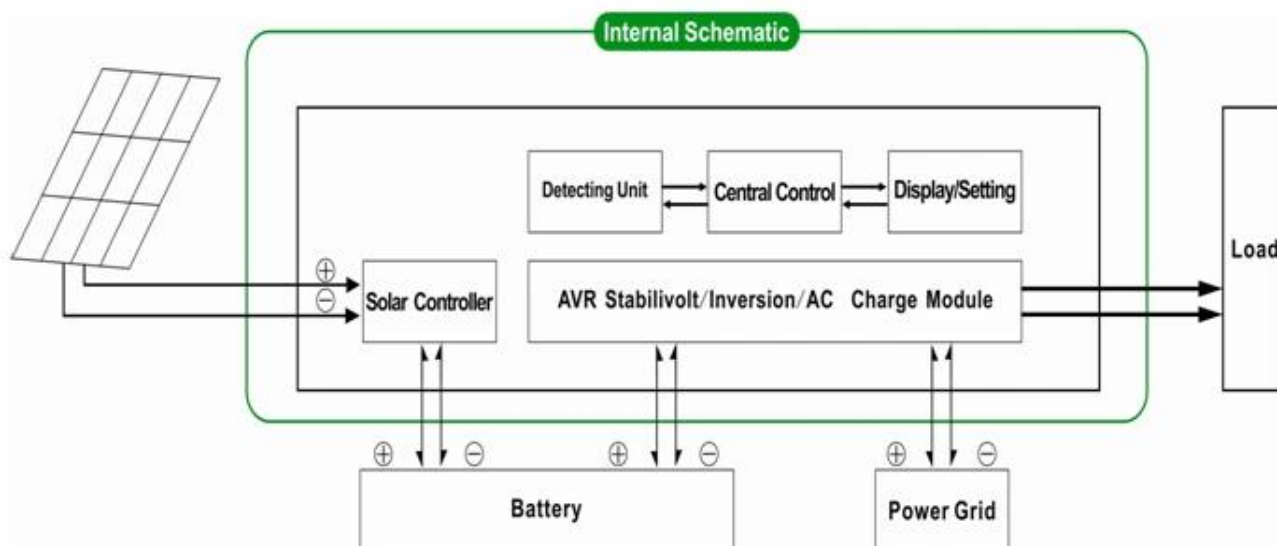 Internal Schematic
Detecting Unit
Central Control
Display/Setting
⊕
⊖
Solar Controller
AVR Stabilivolt/Inversion/AC Charge Module
Load
⊕ ⊖ ⊕ ⊖ ⊕ ⊖
Battery
Power Grid